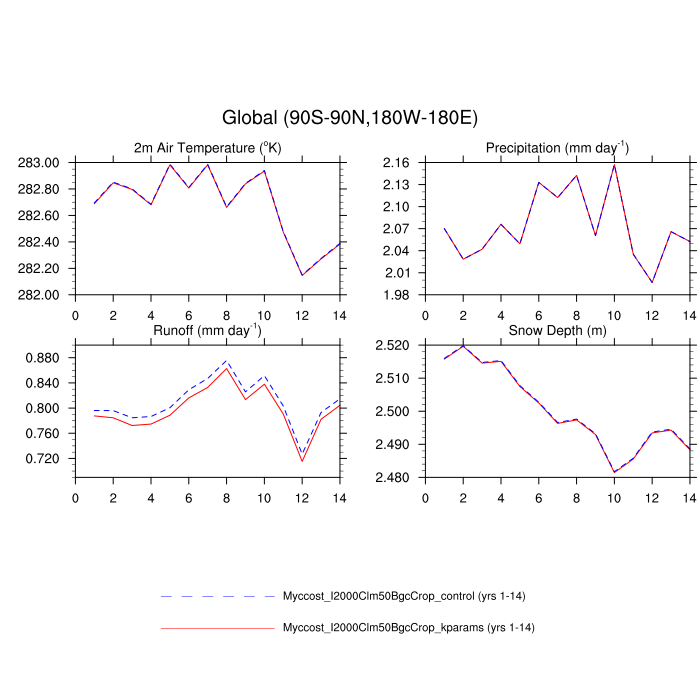 Global (90S-90N,180W-180E)
2m Air Temperature (°K)
283.00
282.80
282.60
282.40
282.20
282.00
0 2 4 6 8 10 12 14
Precipitation (mm day⁻¹)
2.16
2.13
2.10
2.07
2.04
2.01
1.98
0 2 4 6 8 10 12 14
Runoff (mm day⁻¹)
0.880
0.840
0.800
0.760
0.720
0 2 4 6 8 10 12 14
Snow Depth (m)
2.520
2.510
2.500
2.490
2.480
0 2 4 6 8 10 12 14
Myccost_I2000Clm50BgcCrop_control (yrs 1-14)
Myccost_I2000Clm50BgcCrop_kparams (yrs 1-14)